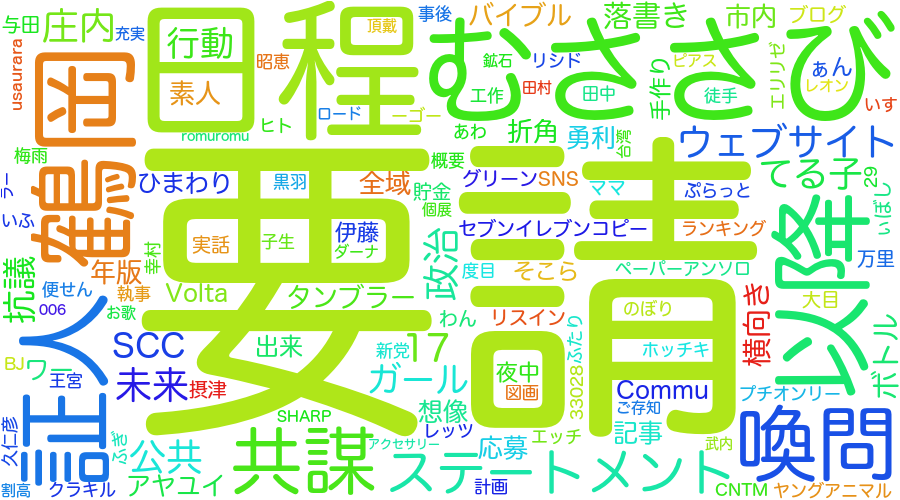 与田
庄内
充実
usaurara
鶴岡
梅雨
ラー
いふ
抗議
便せん
006
お歌
年版
執事
BJ
ワー
王宮
証人
久仁彦
ふぎ
割高
クラキル
日程
行動
素人
昭恵
romuromu
ヒト
ロード
頂戴
事後
一ゴー
むささび
バイブル
鉱石
リシド
工作
田村
田中
あわ
折角
勇利
落書き
手作り
ピアス
徒手
台湾
市内
ブログ
エリリゼ
ぁん
レオン
いす
ひまわり
黒羽
全域
概要
貯金
個展
グリーン
SNS
ママ
ウェブサイト
ぷらっと
てる子
29
いぼし
実話
子生
伊藤
ダーナ
幸村
Volta
タンブラー
政治
度目
セブンイレブンコピー
そこら
ランキング
ペーパーアンソロ
以降
万里
大目
要請
わん
リスイン
ふたり
のぼり
横向き
ボトル
SCC
未来
摂津
出来
新党
17
ガール
夜中
図画
33028
ホッチキ
Commu
ご存知
プチオンリー
喚問
SHARP
想像
レッツ
エッチ
記事
武内
公共
アヤユイ
共謀
アクセサリー
応募
ステートメント
計画
CNTM
ヤングアニマル